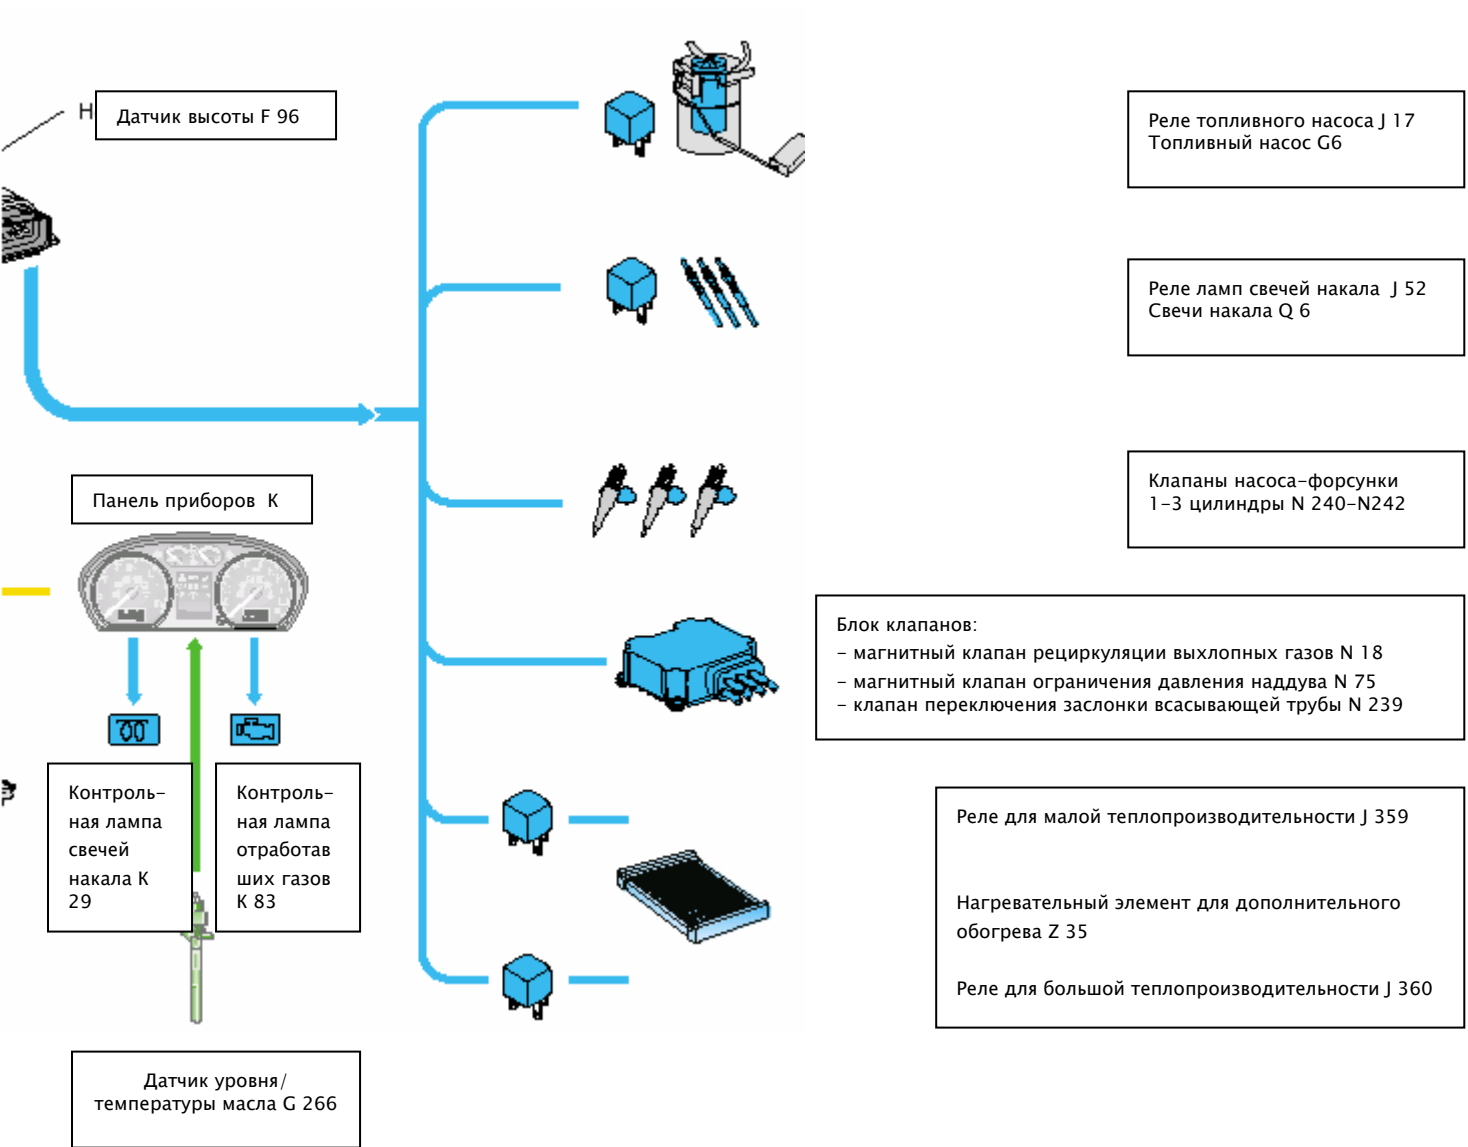 Н
Датчик высоты F 96
Реле топливного насоса J 17
Топливный насос G6
Реле ламп свечей накала J 52
Свечи накала Q 6
Клапаны насоса-форсунки
1-3 цилиндры N 240-N242
Панель приборов К
Блок клапанов:
- магнитный клапан рециркуляции выхлопных газов N 18
- магнитный клапан ограничения давления наддува N 75
- клапан переключения заслонки всасывающей трубы N 239
Контроль-
ная лампа
свечей
накала К
29
Контроль-
ная лампа
отработав
ших газов
К 83
Реле для малой теплопроизводительности J 359
Нагревательный элемент для дополнительного
обогрева Z 35
Реле для большой теплопроизводительности J 360
Датчик уровня/
температуры масла G 266